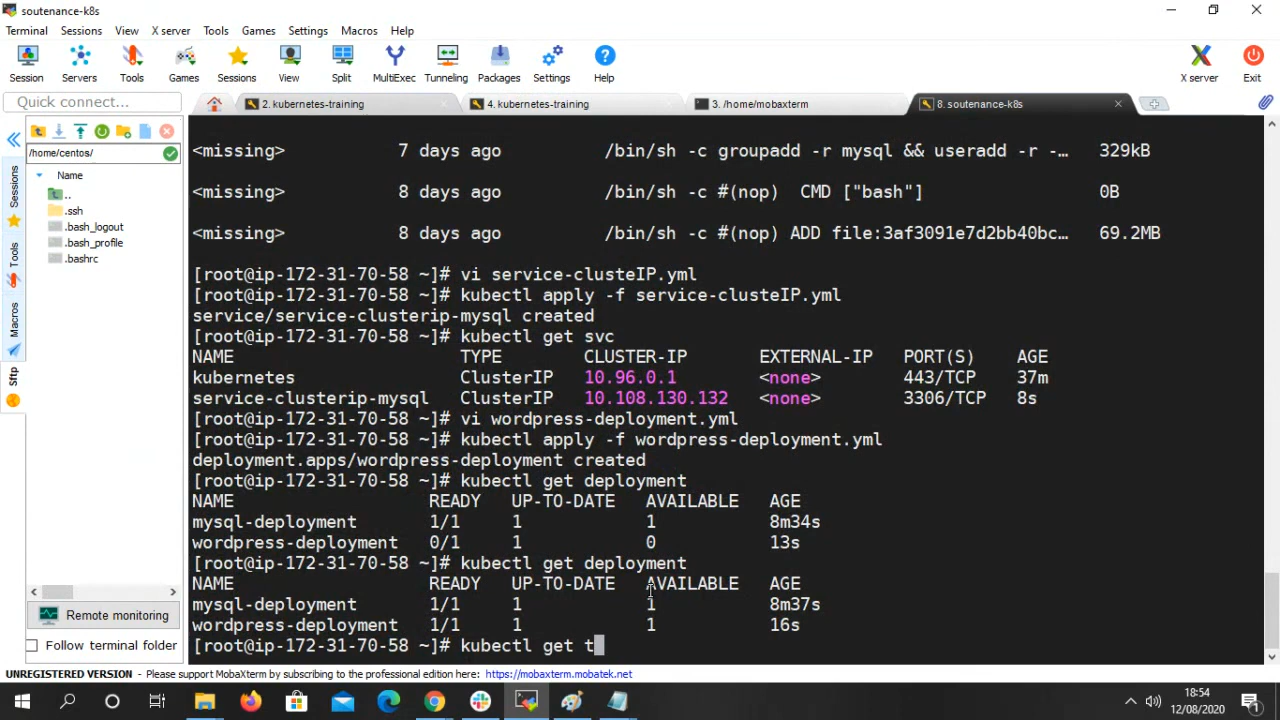 soutenance-k8s
Terminal Sessions View X server Tools Games Settings Macros Help
Session Servers Tools Games Sessions View Split MultiExec Tunneling Packages Settings Help X server Exit
Quick connect...
2. kubernetes-training
4. kubernetes-training
3. /home/mobaxterm
8. soutenance-k8s
/home/centos/
Name
..
.ssh
.bash_logout
.bash_profile
.bashrc
Sessions
Tools
Macros
Sftp
Remote monitoring
Follow terminal folder
<missing> 7 days ago /bin/sh -c groupadd -r mysql && useradd -r -… 329kB
<missing> 8 days ago /bin/sh -c #(nop) CMD ["bash"] 0B
<missing> 8 days ago /bin/sh -c #(nop) ADD file:3af3091e7d2bb40bc… 69.2MB
[root@ip-172-31-70-58 ~]# vi service-clusteIP.yml
[root@ip-172-31-70-58 ~]# kubectl apply -f service-clusteIP.yml
service/service-clusterip-mysql created
[root@ip-172-31-70-58 ~]# kubectl get svc
NAME TYPE CLUSTER-IP EXTERNAL-IP PORT(S) AGE
kubernetes ClusterIP 10.96.0.1 <none> 443/TCP 37m
service-clusterip-mysql ClusterIP 10.108.130.132 <none> 3306/TCP 8s
[root@ip-172-31-70-58 ~]# vi wordpress-deployment.yml
[root@ip-172-31-70-58 ~]# kubectl apply -f wordpress-deployment.yml
deployment.apps/wordpress-deployment created
[root@ip-172-31-70-58 ~]# kubectl get deployment
NAME READY UP-TO-DATE AVAILABLE AGE
mysql-deployment 1/1 1 1 8m34s
wordpress-deployment 0/1 1 0 13s
[root@ip-172-31-70-58 ~]# kubectl get deployment
NAME READY UP-TO-DATE AVAILABLE AGE
mysql-deployment 1/1 1 1 8m37s
wordpress-deployment 1/1 1 1 16s
[root@ip-172-31-70-58 ~]# kubectl get t
UNREGISTERED VERSION - Please support MobaXterm by subscribing to the professional edition here: https://mobaxterm.mobatek.net
18:54
12/08/2020
1